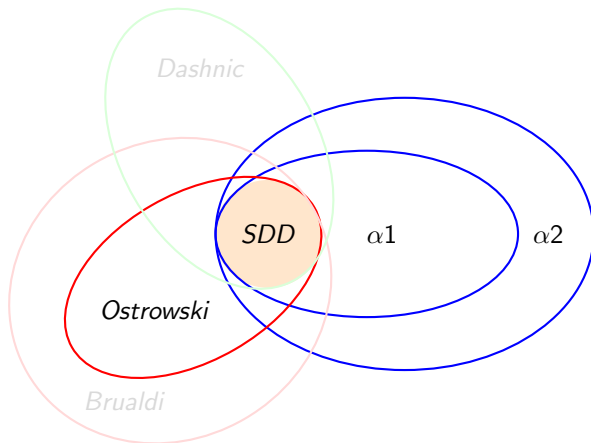 Dashnic
SDD
α1
α2
Ostrowski
Brualdi